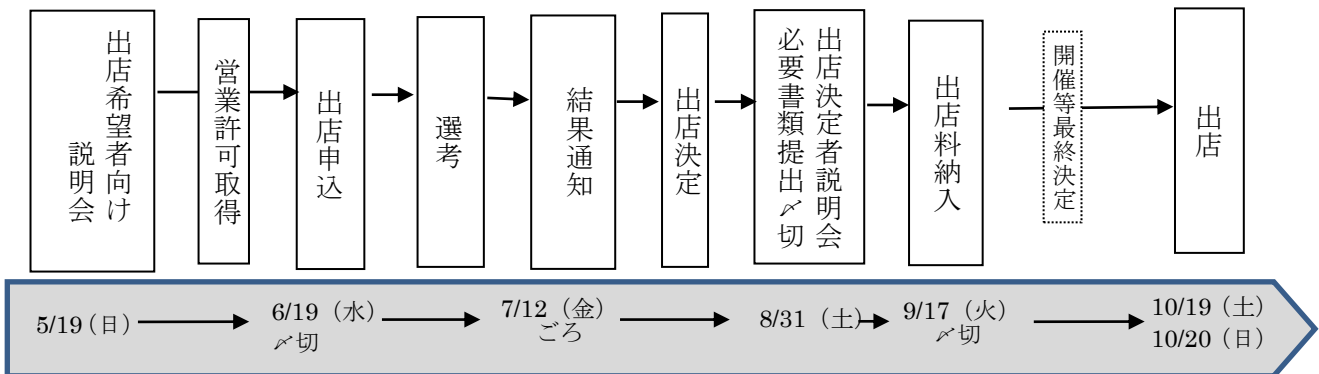 出店希望者向け
説明会
営業許可取得
出店申込
選考
結果通知
出店決定
出店決定者説明会
必要書類提出〆切
出店料納入
開催等最終決定
出店
5/19(日)
6/19（水）
〆切
7/12（金）
ごろ
8/31（土）
9/17（火）
〆切
10/19（土）
10/20（日）